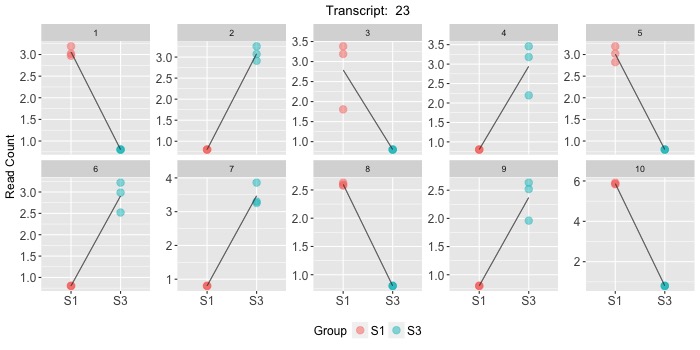 Transcript: 23
1 2 3 4 5
3.0 3.0 3.5 3.5 3.0
2.5 2.5 3.0 3.0 2.5
2.0 2.0 2.5 2.5 2.0
1.5 1.5 2.0 2.0 1.5
1.0 1.0 1.5 1.5 1.0
1.0 1.0
Read Count
6 7 8 9 10
3.0 4 2.5 2.5 6
2.5 3 2.0 2.0 4
2.0 2 1.5 1.5 2
1.5 1 1.0 1.0
1.0
S1 S3 S1 S3 S1 S3 S1 S3 S1 S3
Group S1 S3